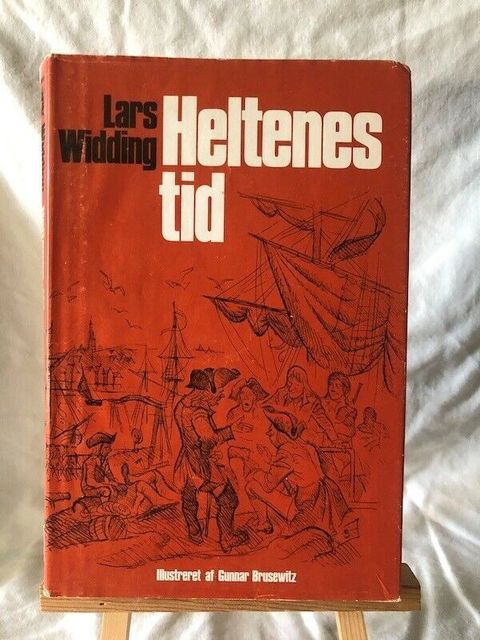 Lars
Widding
Heltenes
tid
Illustreret af Gunnar Brusewitz